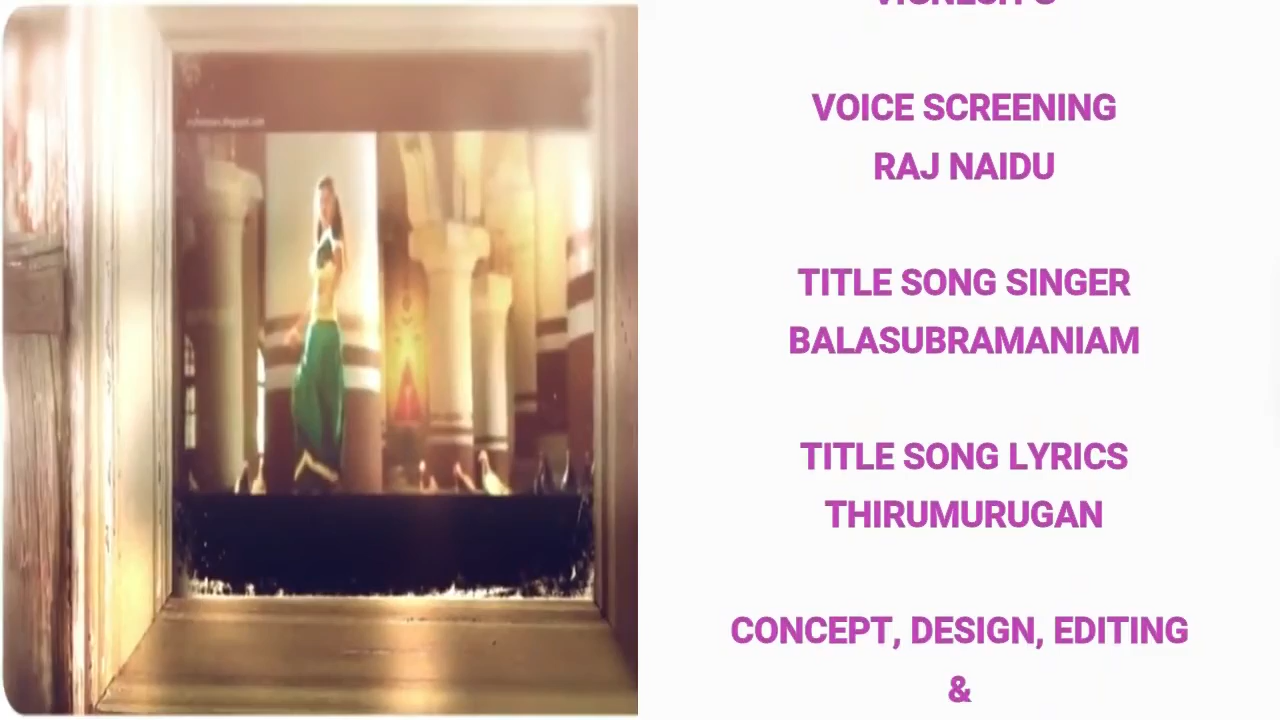 VOICE SCREENING
RAJ NAIDU
TITLE SONG SINGER
BALASUBRAMANIAM
TITLE SONG LYRICS
THIRUMURUGAN
CONCEPT, DESIGN, EDITING
&